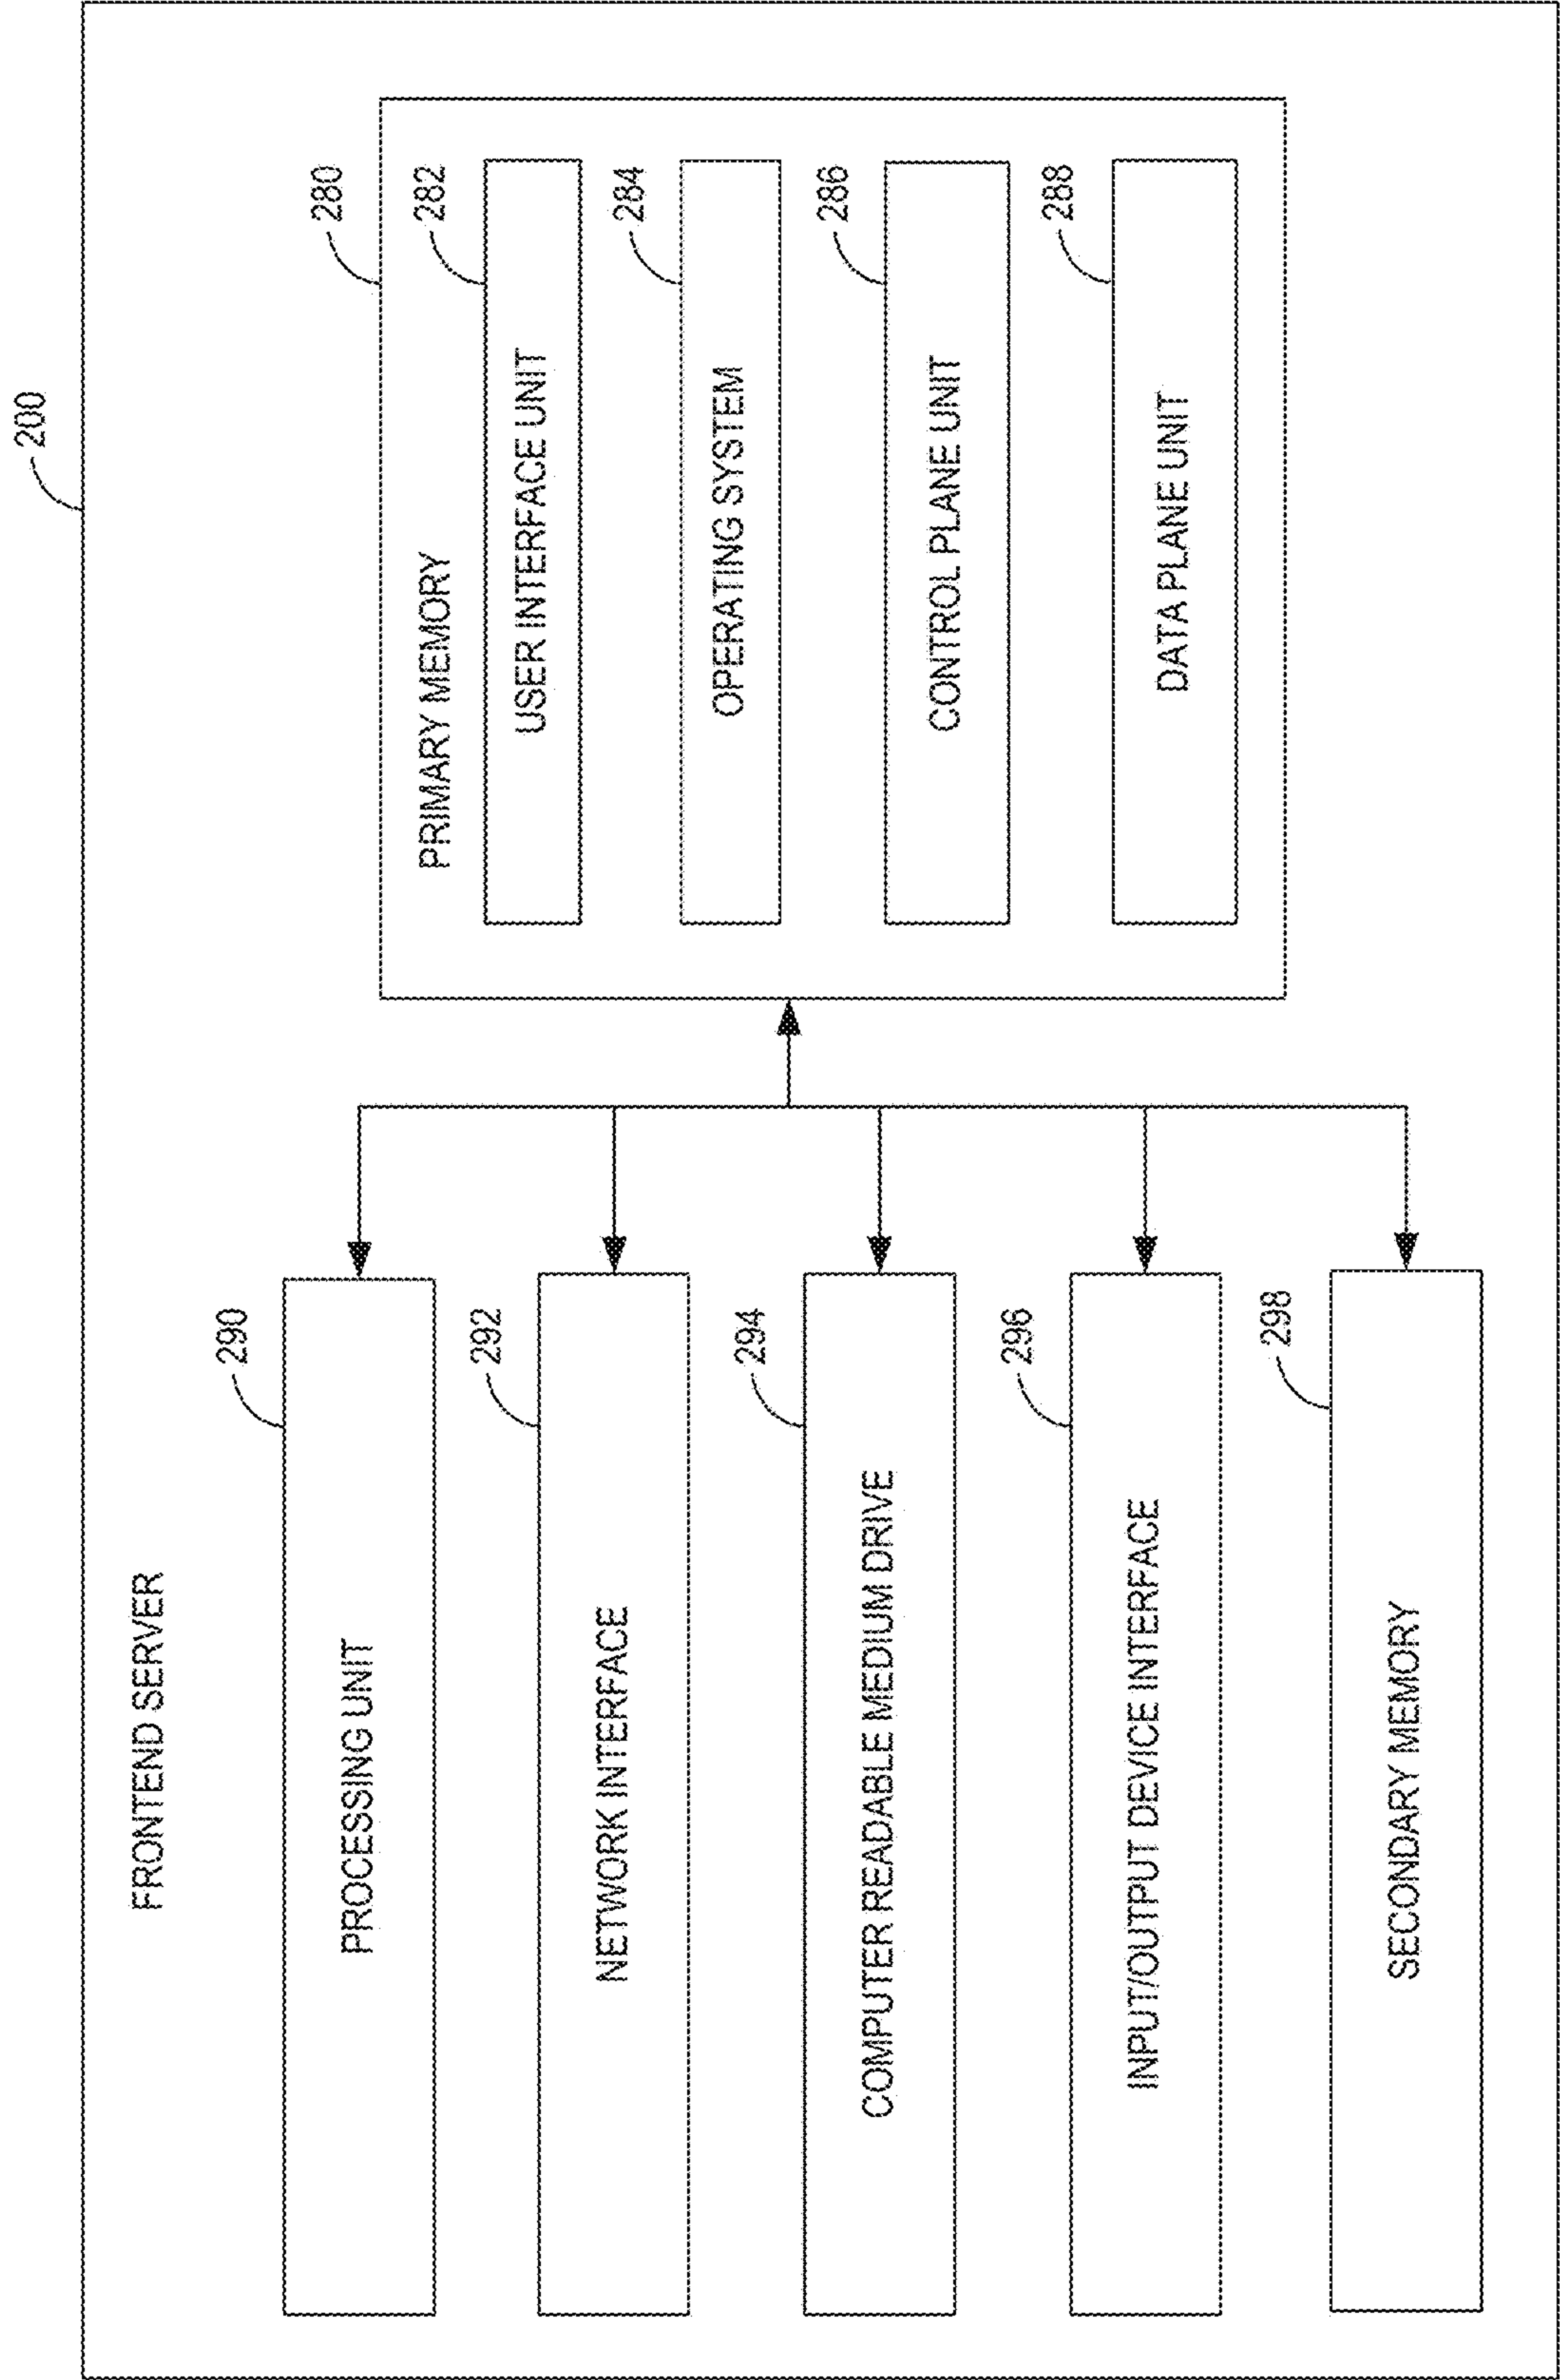 200
FRONTEND SERVER
290
PROCESSING UNIT
292
NETWORK INTERFACE
294
COMPUTER READABLE MEDIUM DRIVE
296
INPUT/OUTPUT DEVICE INTERFACE
298
SECONDARY MEMORY
280
PRIMARY MEMORY
282
USER INTERFACE UNIT
284
OPERATING SYSTEM
286
CONTROL PLANE UNIT
288
DATA PLANE UNIT